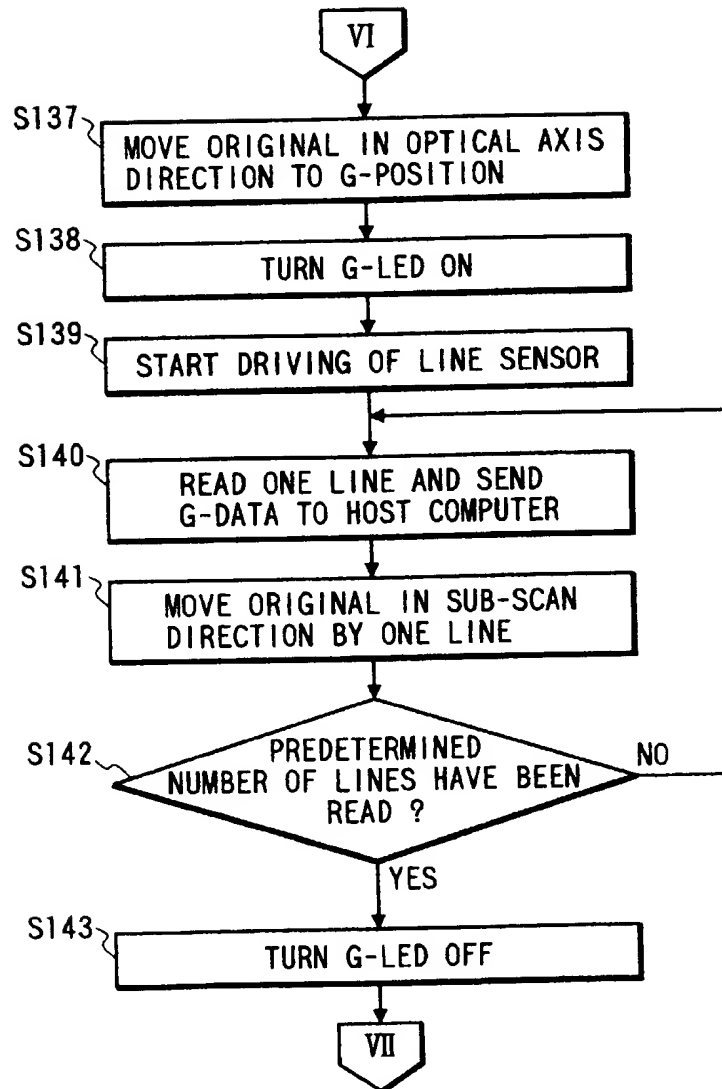 VI
S137
MOVE ORIGINAL IN OPTICAL AXIS
DIRECTION TO G-POSITION
S138
TURN G-LED ON
S139
START DRIVING OF LINE SENSOR
S140
READ ONE LINE AND SEND
G-DATA TO HOST COMPUTER
S141
MOVE ORIGINAL IN SUB-SCAN
DIRECTION BY ONE LINE
S142
PREDETERMINED
NUMBER OF LINES HAVE BEEN
READ ?
NO
YES
S143
TURN G-LED OFF
VII